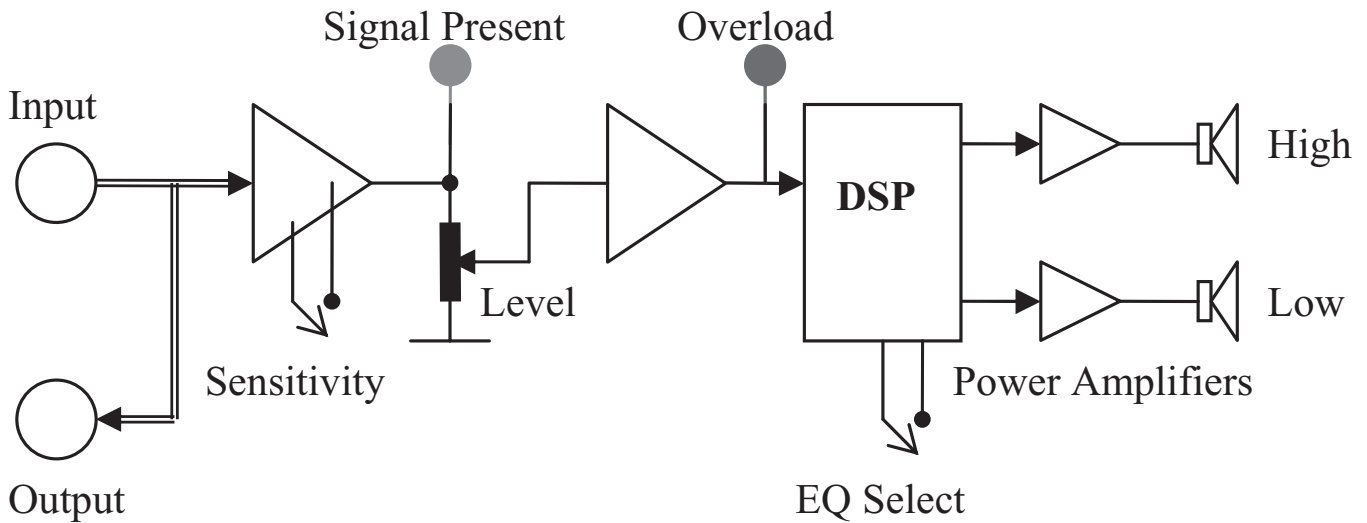 Signal Present
Overload
Input
High
DSP
Level
Low
Sensitivity
Power Amplifiers
Output
EQ Select